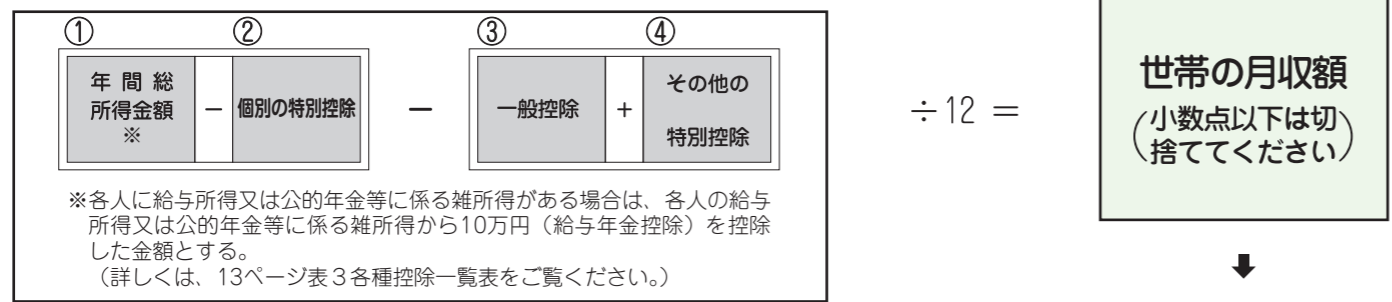 ① ② ③ ④
年間総
所得金額
※
－
個別の特別控除
－
一般控除
＋
その他の
特別控除
÷12 ＝
世帯の月収額
(小数点以下は切
捨ててください)
※各人に給与所得又は公的年金等に係る雑所得がある場合は、各人の給与
所得又は公的年金等に係る雑所得から10万円（給与年金控除）を控除
した金額とする。
（詳しくは、13ページ表３各種控除一覧表をご覧ください。）